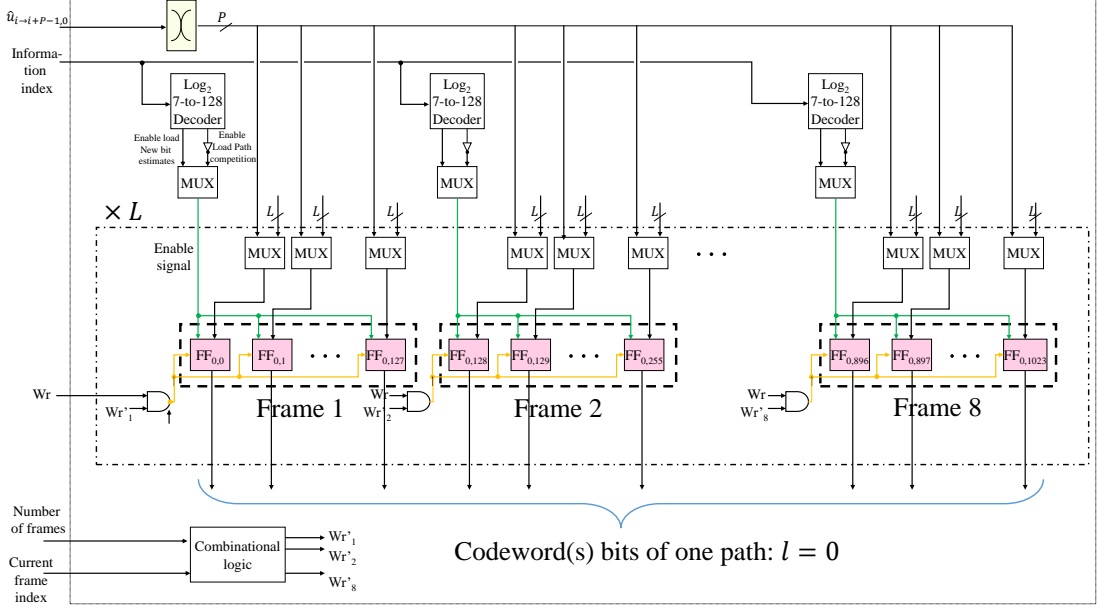 û_{i→i+P−1,0}
P
Informa-
tion
index
Log₂
7-to-128
Decoder
Log₂
7-to-128
Decoder
Log₂
7-to-128
Decoder
Enable load
New bit
estimates
Enable
Load Path
competition
MUX
MUX
MUX
× L
L
L
L
L
L
L
L
L
L
Enable
signal
MUX
MUX
MUX
MUX
MUX
MUX
· · ·
MUX
MUX
MUX
FF0,0
FF0,1
· · ·
FF0,127
FF0,128
FF0,129
· · ·
FF0,255
FF0,896
FF0,897
· · ·
FF0,1023
Wr
Wr'1
Frame 1
Wr
Wr'2
Frame 2
Wr
Wr'8
Frame 8
Number
of frames
Current
frame
index
Combinational
logic
Wr'1
Wr'2
Wr'8
Codeword(s) bits of one path: l = 0